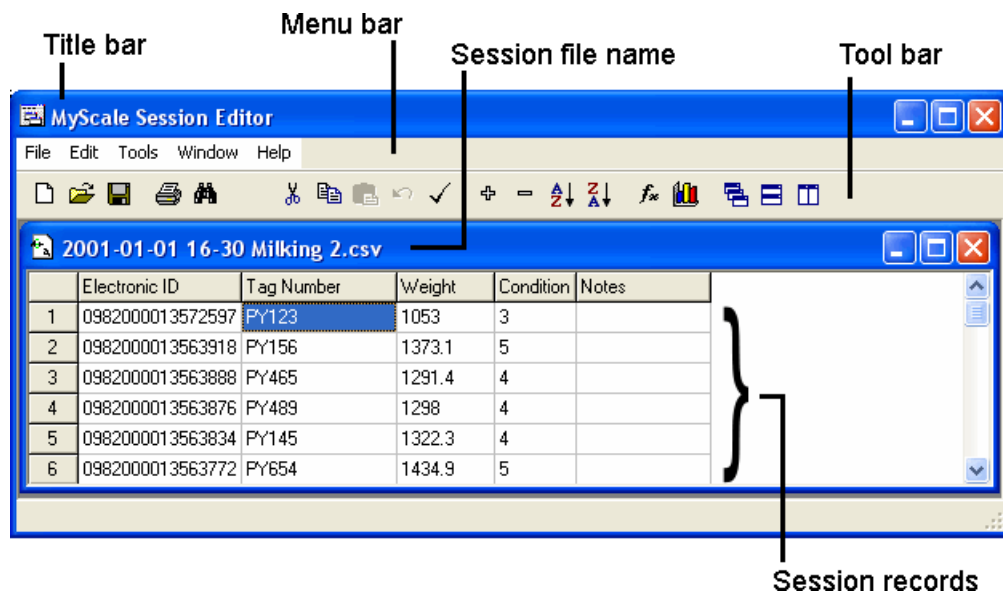 Title bar
Menu bar
Session file name
Tool bar
MyScale Session Editor
File Edit Tools Window Help
2001-01-01 16-30 Milking 2.csv
Electronic ID Tag Number Weight Condition Notes
1 0982000013572597 PY123 1053 3
2 0982000013563918 PY156 1373.1 5
3 0982000013563888 PY465 1291.4 4
4 0982000013563876 PY489 1298 4
5 0982000013563834 PY145 1322.3 4
6 0982000013563772 PY654 1434.9 5
Session records